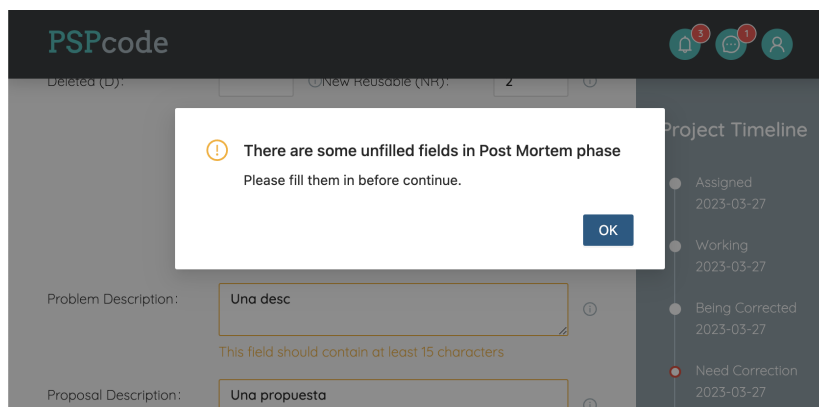 PSPcode
3
1
Deleted (D):
New Reusable (NR):
2
Project Timeline
There are some unfilled fields in Post Mortem phase
Please fill them in before continue.
OK
Assigned
2023-03-27
Working
2023-03-27
Being Corrected
2023-03-27
Need Correction
2023-03-27
Problem Description:
Una desc
This field should contain at least 15 characters
Proposal Description:
Una propuesta